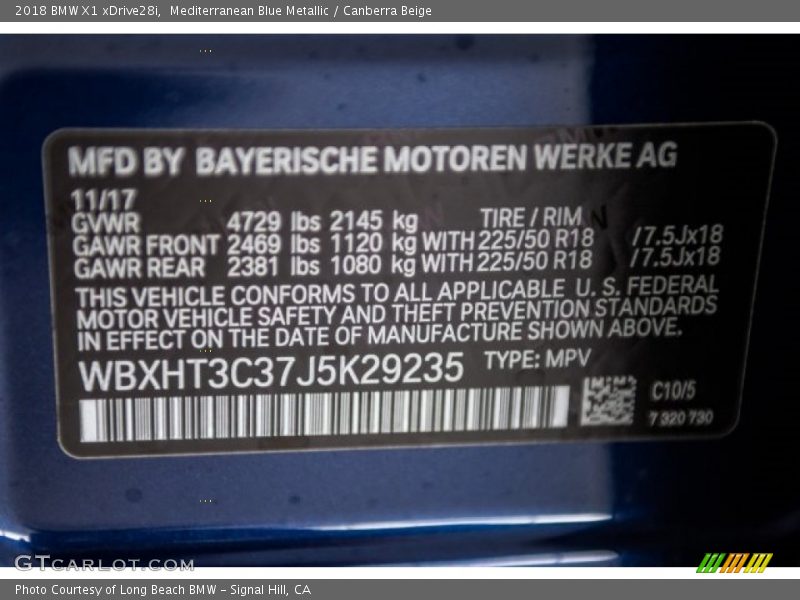 2018 BMW X1 xDrive28i,  Mediterranean Blue Metallic / Canberra Beige
MFD BY BAYERISCHE MOTOREN WERKE AG
11/17
GVWR 4729 lbs 2145 kg TIRE / RIM
GAWR FRONT 2469 lbs 1120 kg WITH 225/50 R18 /7.5Jx18
GAWR REAR 2381 lbs 1080 kg WITH 225/50 R18 /7.5Jx18
THIS VEHICLE CONFORMS TO ALL APPLICABLE U. S. FEDERAL
MOTOR VEHICLE SAFETY AND THEFT PREVENTION STANDARDS
IN EFFECT ON THE DATE OF MANUFACTURE SHOWN ABOVE.
WBXHT3C37J5K29235 TYPE: MPV
C10/5
7 320 730
GTCARLOT.COM
Photo Courtesy of Long Beach BMW – Signal Hill, CA